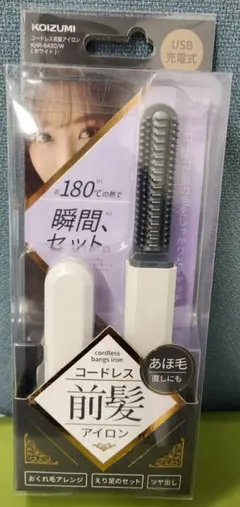 KOIZUMI
コードレス前髪アイロン
KHR-6420/W
(ホワイト)
USB
充電式
約180℃の熱で
瞬間、
セット
cordless
bangs iron
コードレス
前髪
アイロン
あほ毛
直しにも
おくれ毛アレンジ
えり足のセット
ツヤ出し